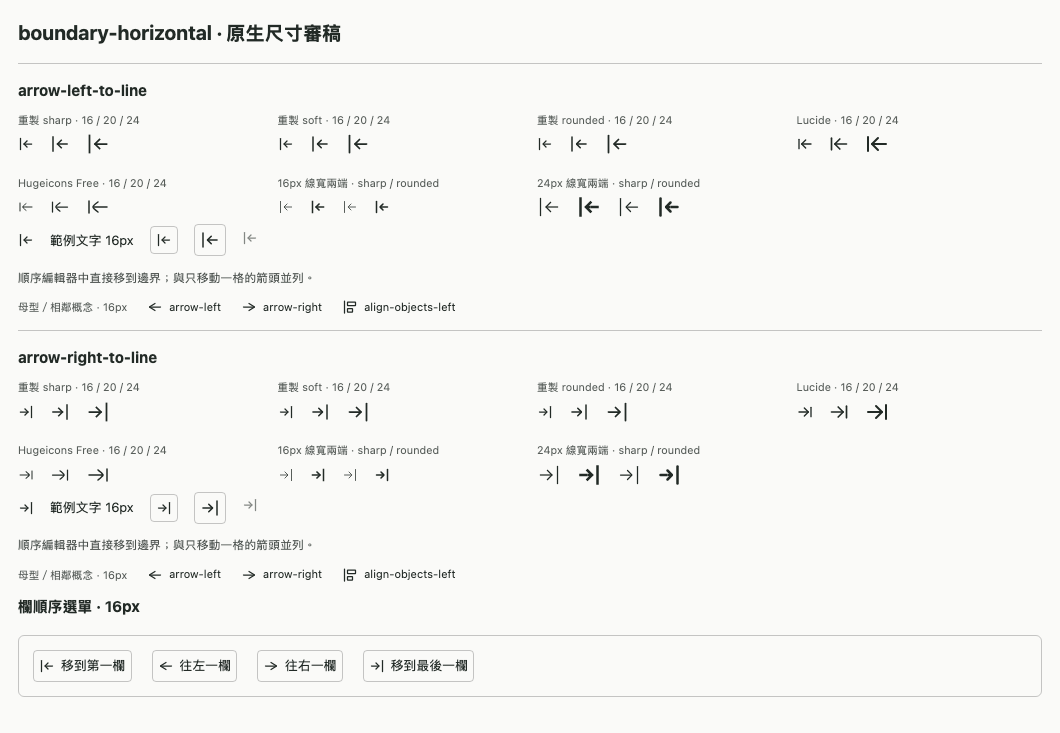 boundary-horizontal · 原生尺寸審稿
arrow-left-to-line
重製 sharp · 16 / 20 / 24
重製 soft · 16 / 20 / 24
重製 rounded · 16 / 20 / 24
Lucide · 16 / 20 / 24
Hugeicons Free · 16 / 20 / 24
16px 線寬兩端 · sharp / rounded
24px 線寬兩端 · sharp / rounded
範例文字 16px
順序編輯器中直接移到邊界；與只移動一格的箭頭並列。
母型 / 相鄰概念 · 16px arrow-left arrow-right align-objects-left
arrow-right-to-line
重製 sharp · 16 / 20 / 24
重製 soft · 16 / 20 / 24
重製 rounded · 16 / 20 / 24
Lucide · 16 / 20 / 24
Hugeicons Free · 16 / 20 / 24
16px 線寬兩端 · sharp / rounded
24px 線寬兩端 · sharp / rounded
範例文字 16px
順序編輯器中直接移到邊界；與只移動一格的箭頭並列。
母型 / 相鄰概念 · 16px arrow-left arrow-right align-objects-left
欄順序選單 · 16px
移到第一欄 往左一欄 往右一欄 移到最後一欄